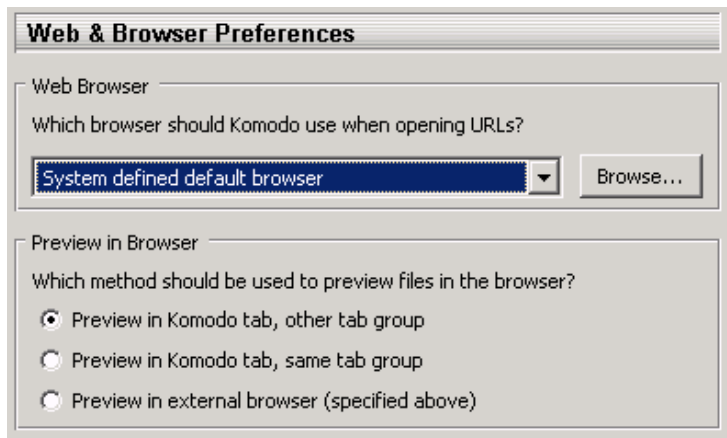 Web & Browser Preferences
Web Browser
Which browser should Komodo use when opening URLs?
System defined default browser
Browse...
Preview in Browser
Which method should be used to preview files in the browser?
Preview in Komodo tab, other tab group
Preview in Komodo tab, same tab group
Preview in external browser (specified above)